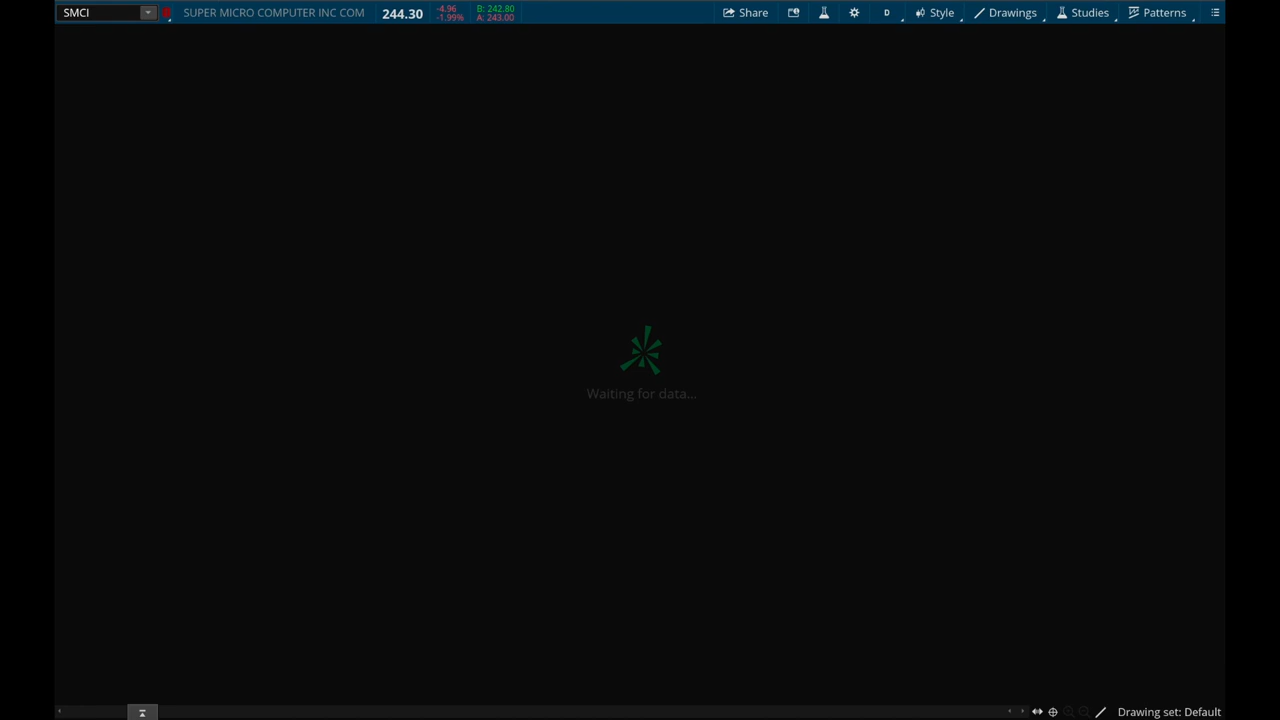 SMCI
SUPER MICRO COMPUTER INC COM
244.30
-4.96
-1.99%
B: 242.80
A: 243.00
Share
D
Style
Drawings
Studies
Patterns
Waiting for data...
Drawing set: Default